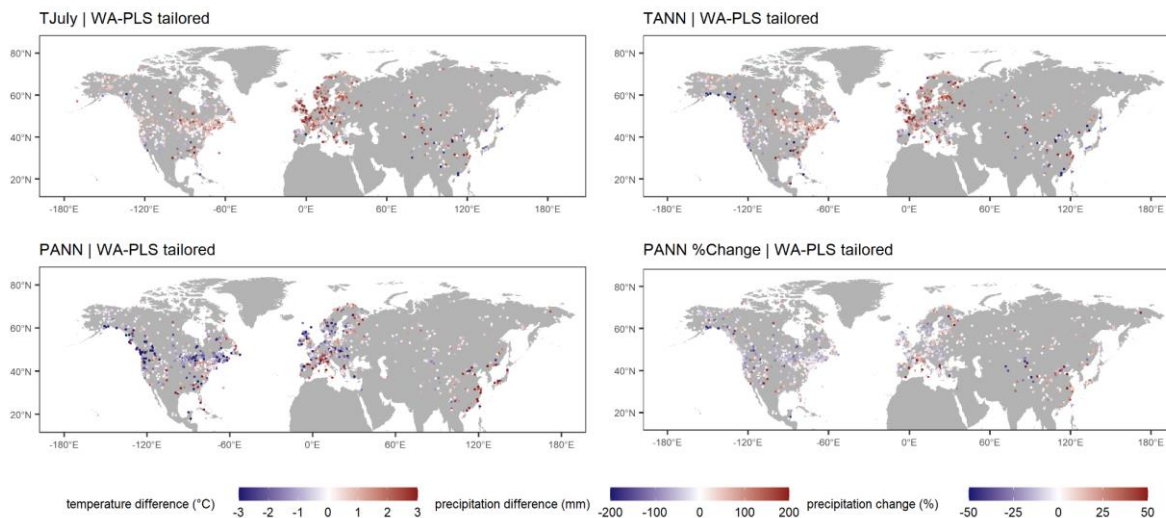 TJuly | WA-PLS tailored
TANN | WA-PLS tailored
80°N
60°N
40°N
20°N
-180°E -120°E -60°E 0°E 60°E 120°E 180°E
80°N
60°N
40°N
20°N
-180°E -120°E -60°E 0°E 60°E 120°E 180°E
PANN | WA-PLS tailored
PANN %Change | WA-PLS tailored
80°N
60°N
40°N
20°N
-180°E -120°E -60°E 0°E 60°E 120°E 180°E
80°N
60°N
40°N
20°N
-180°E -120°E -60°E 0°E 60°E 120°E 180°E
temperature difference (°C)
-3 -2 -1 0 1 2 3
precipitation difference (mm)
-200 -100 0 100 200
precipitation change (%)
-50 -25 0 25 50